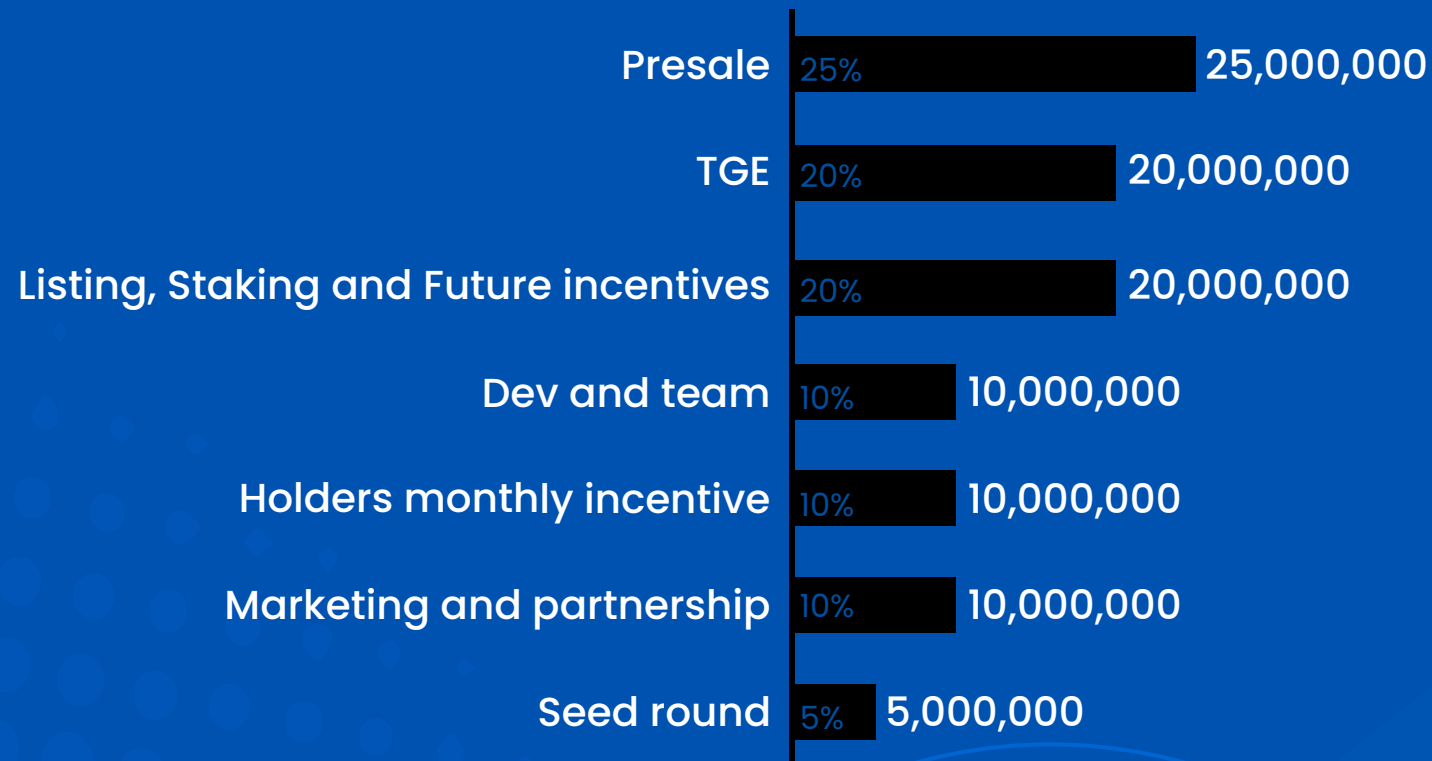 Presale 25% 25,000,000
TGE 20% 20,000,000
Listing, Staking and Future incentives 20% 20,000,000
Dev and team 10% 10,000,000
Holders monthly incentive 10% 10,000,000
Marketing and partnership 10% 10,000,000
Seed round 5% 5,000,000